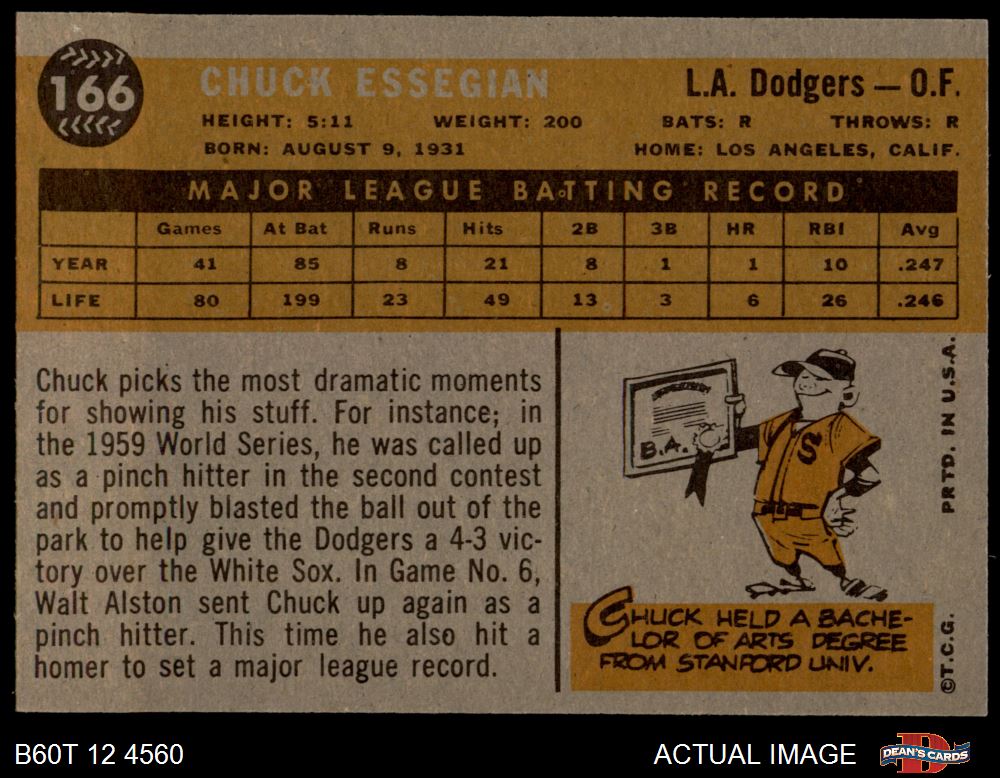 166
CHUCK ESSEGIAN
L.A. Dodgers — O.F.
HEIGHT: 5:11 WEIGHT: 200 BATS: R THROWS: R
BORN: AUGUST 9, 1931 HOME: LOS ANGELES, CALIF.
MAJOR LEAGUE BATTING RECORD
Games At Bat Runs Hits 2B 3B HR RBI Avg
YEAR 41 85 8 21 8 1 1 10 .247
LIFE 80 199 23 49 13 3 6 26 .246
Chuck picks the most dramatic moments
for showing his stuff. For instance; in
the 1959 World Series, he was called up
as a pinch hitter in the second contest
and promptly blasted the ball out of the
park to help give the Dodgers a 4-3 vic-
tory over the White Sox. In Game No. 6,
Walt Alston sent Chuck up again as a
pinch hitter. This time he also hit a
homer to set a major league record.
B.A.
S
CHUCK HELD A BACHE-
LOR OF ARTS DEGREE
FROM STANFORD UNIV.
©T.C.G. PRTD. IN U.S.A.
B60T 12 4560
ACTUAL IMAGE
D
DEAN'S CARDS